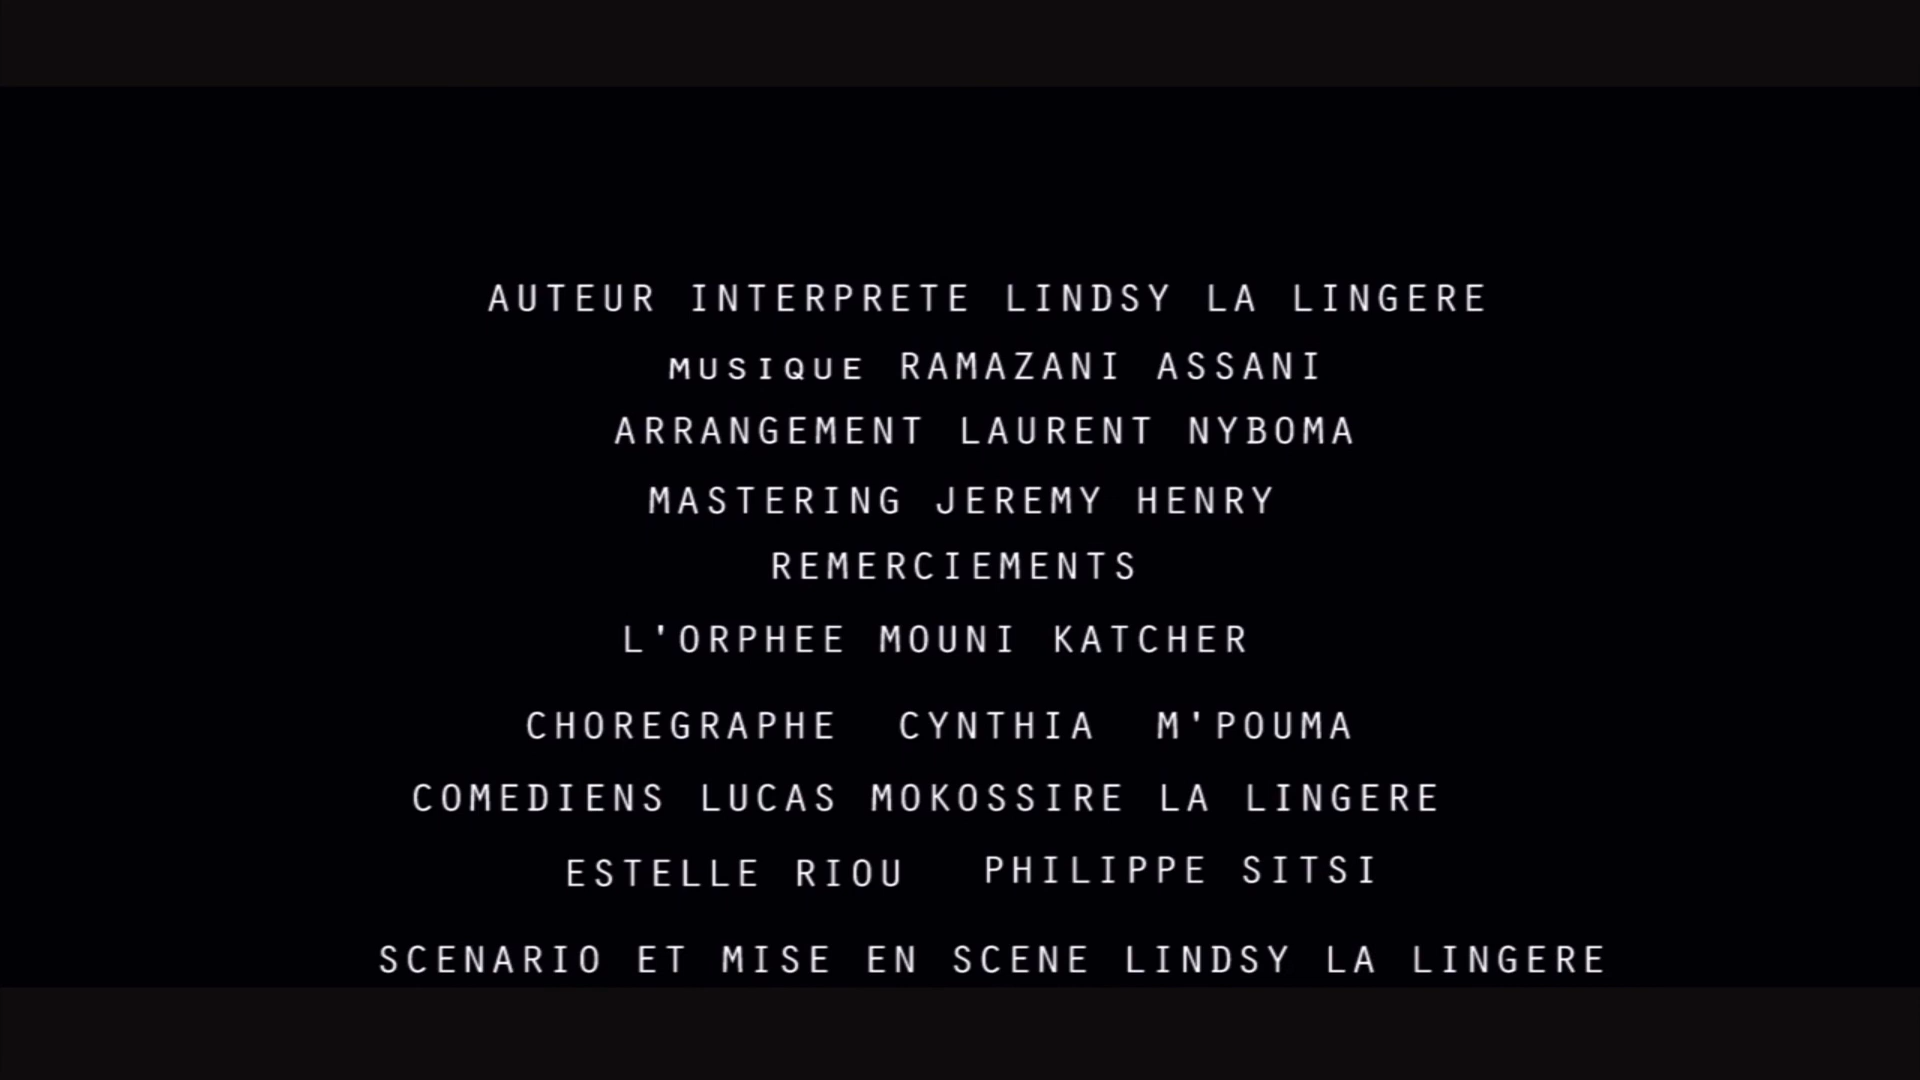 AUTEUR INTERPRETE LINDSY LA LINGERE
MUSIQUE RAMAZANI ASSANI
ARRANGEMENT LAURENT NYBOMA
MASTERING JEREMY HENRY
REMERCIEMENTS
L'ORPHEE MOUNI KATCHER
CHOREGRAPHE CYNTHIA M'POUMA
COMEDIENS LUCAS MOKOSSIRE LA LINGERE
ESTELLE RIOU PHILIPPE SITSI
SCENARIO ET MISE EN SCENE LINDSY LA LINGERE